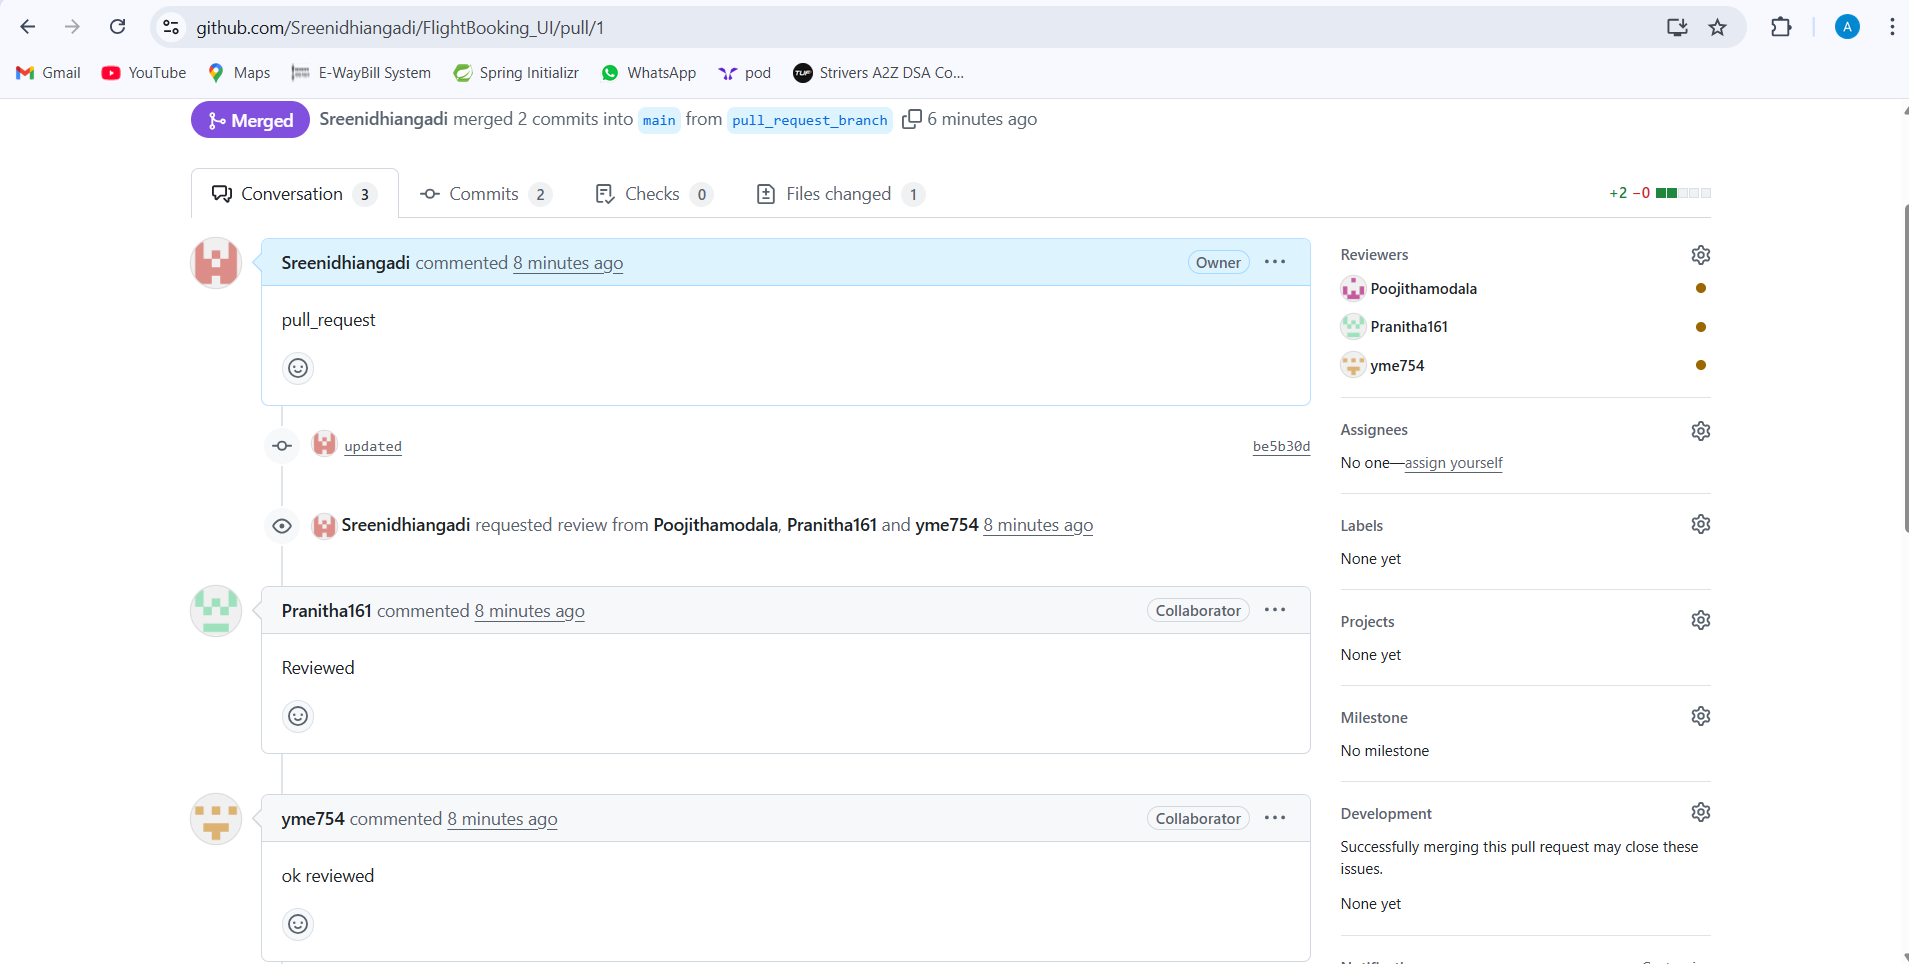 github.com/Sreenidhiangadi/FlightBooking_UI/pull/1
A
Gmail YouTube Maps E-WayBill System Spring Initializr WhatsApp pod TUF Strivers A2Z DSA Co...
Merged Sreenidhiangadi merged 2 commits into main from pull_request_branch 6 minutes ago
Conversation 3 Commits 2 Checks 0 Files changed 1 +2 −0
Sreenidhiangadi commented 8 minutes ago Owner
pull_request
updated be5b30d
Sreenidhiangadi requested review from Poojithamodala, Pranitha161 and yme754 8 minutes ago
Pranitha161 commented 8 minutes ago Collaborator
Reviewed
yme754 commented 8 minutes ago Collaborator
ok reviewed
Reviewers
Poojithamodala
Pranitha161
yme754
Assignees
No one—assign yourself
Labels
None yet
Projects
None yet
Milestone
No milestone
Development
Successfully merging this pull request may close these
issues.
None yet